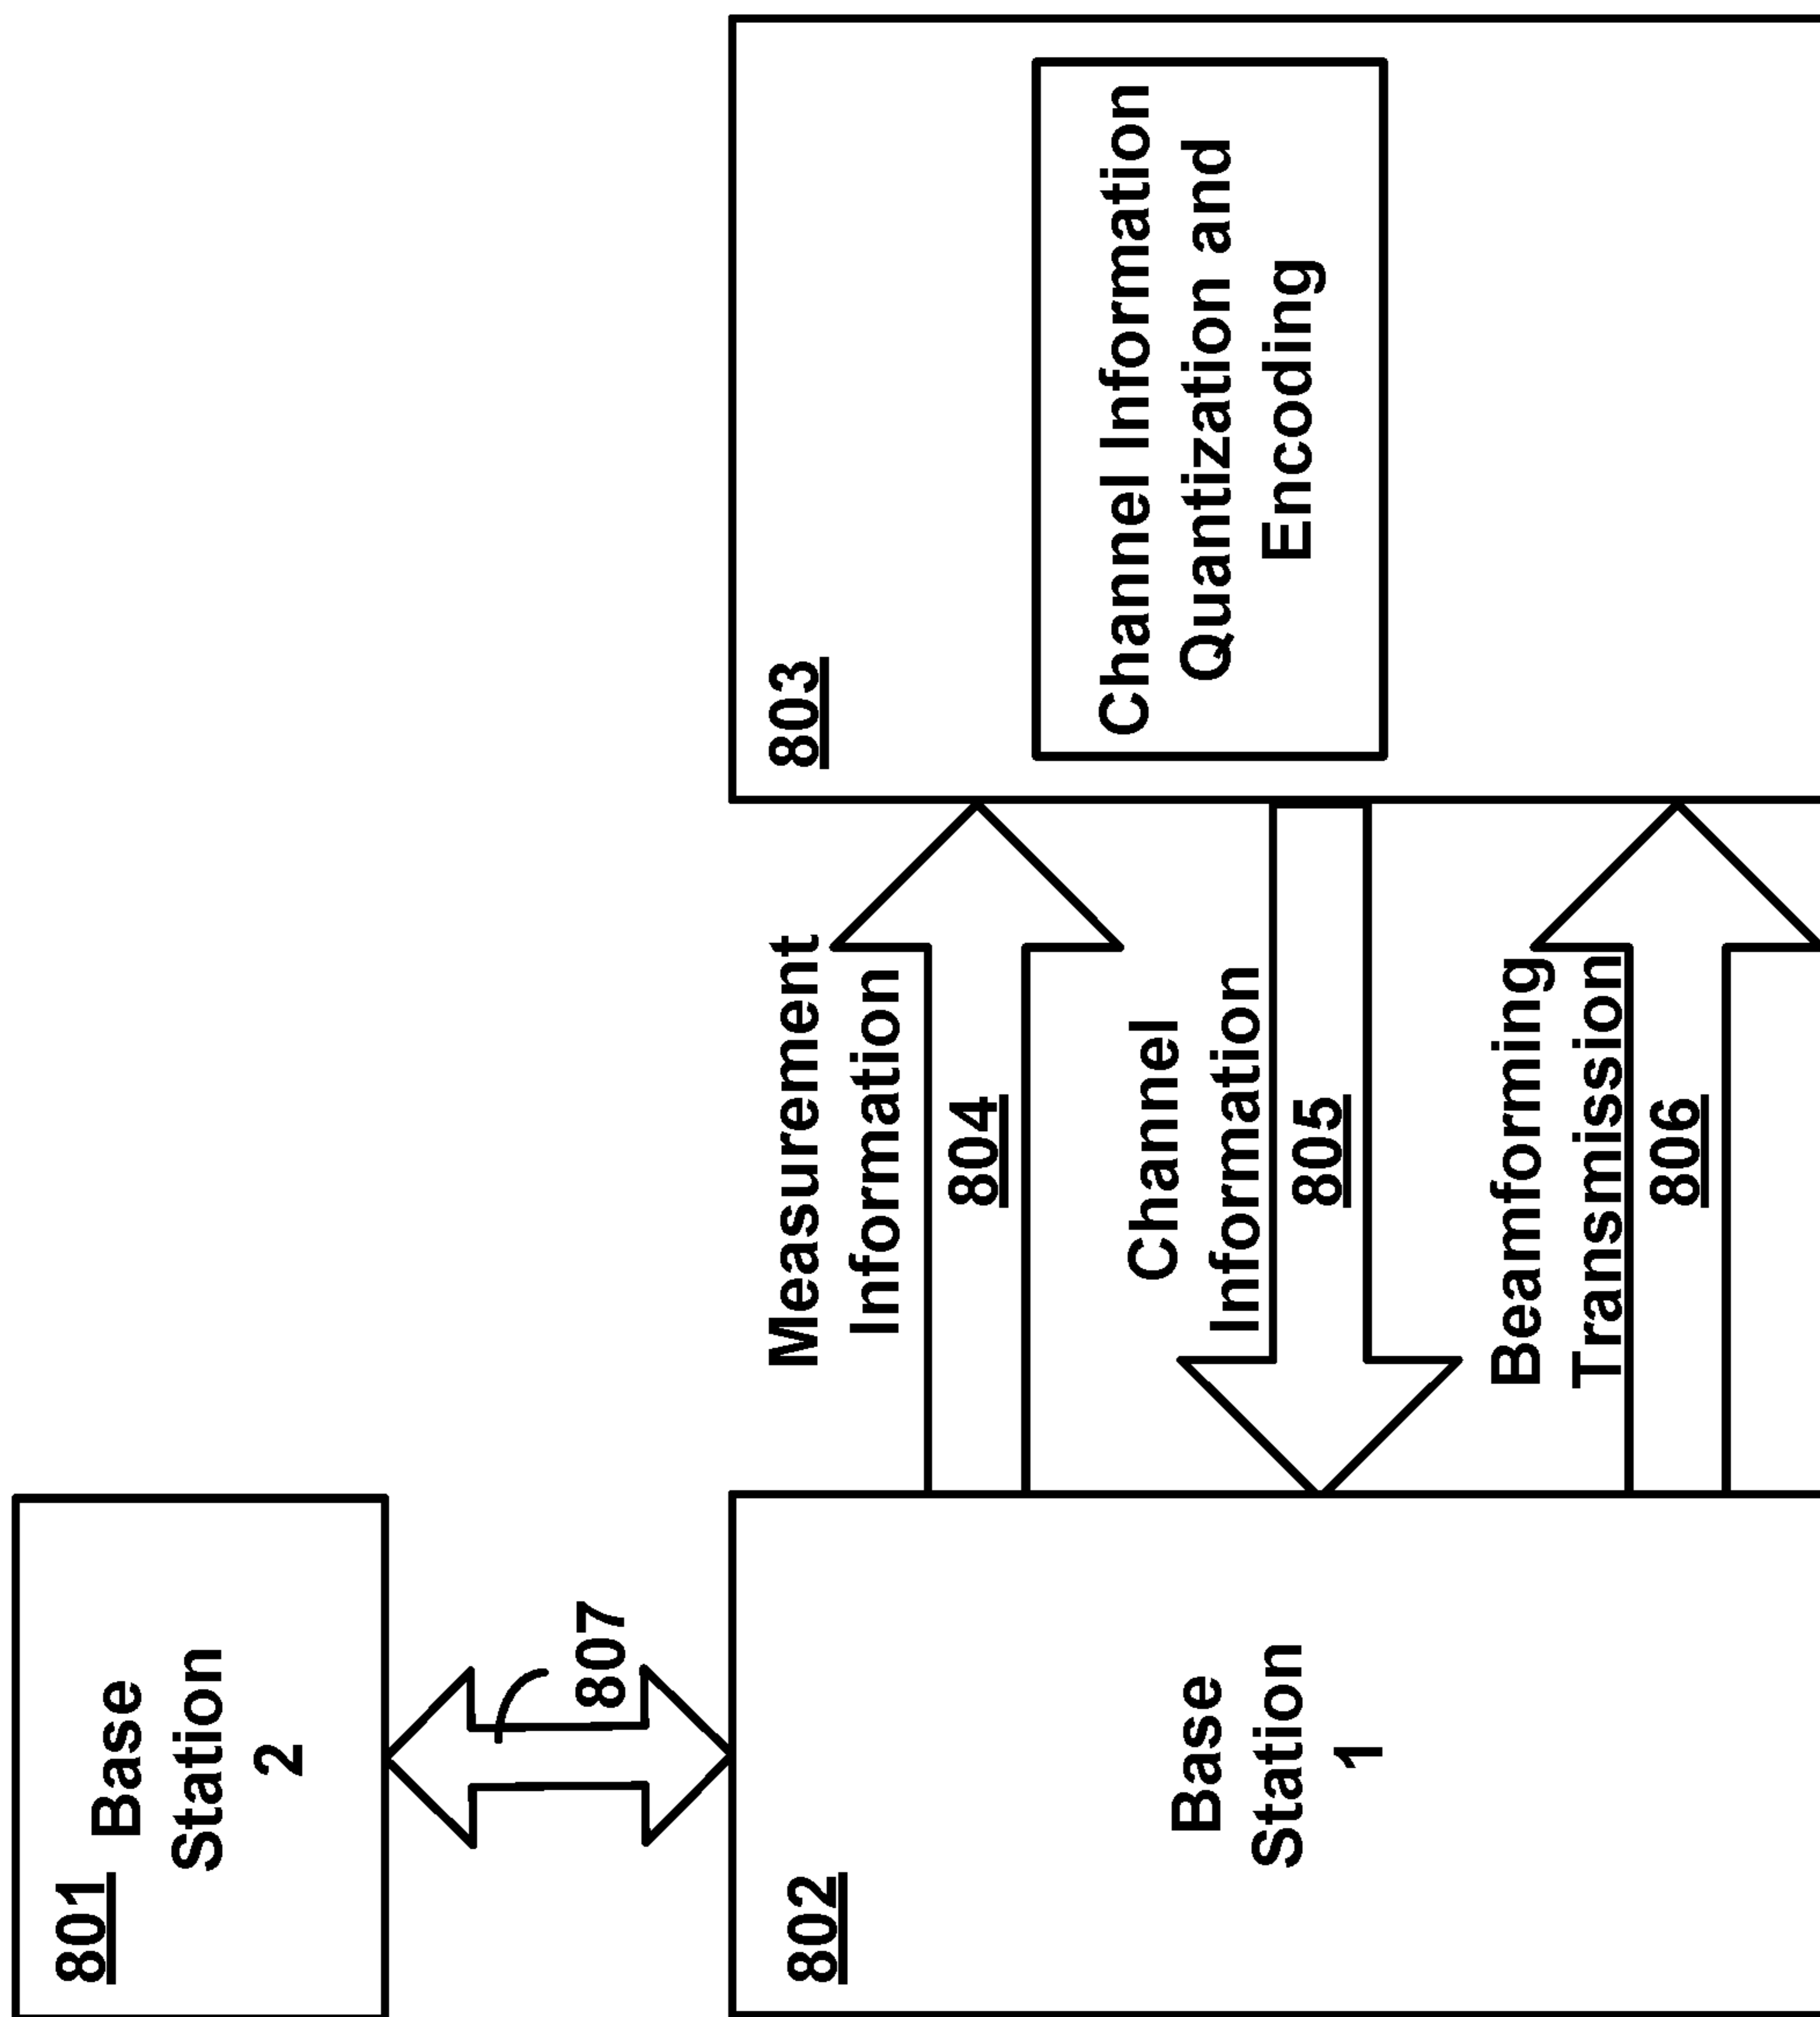 801
Base
Station
2
807
802
Base
Station
1
Measurement
Information
804
Channel
Information
805
Beamforming
Transmission
806
803
Channel Information
Quantization and
Encoding